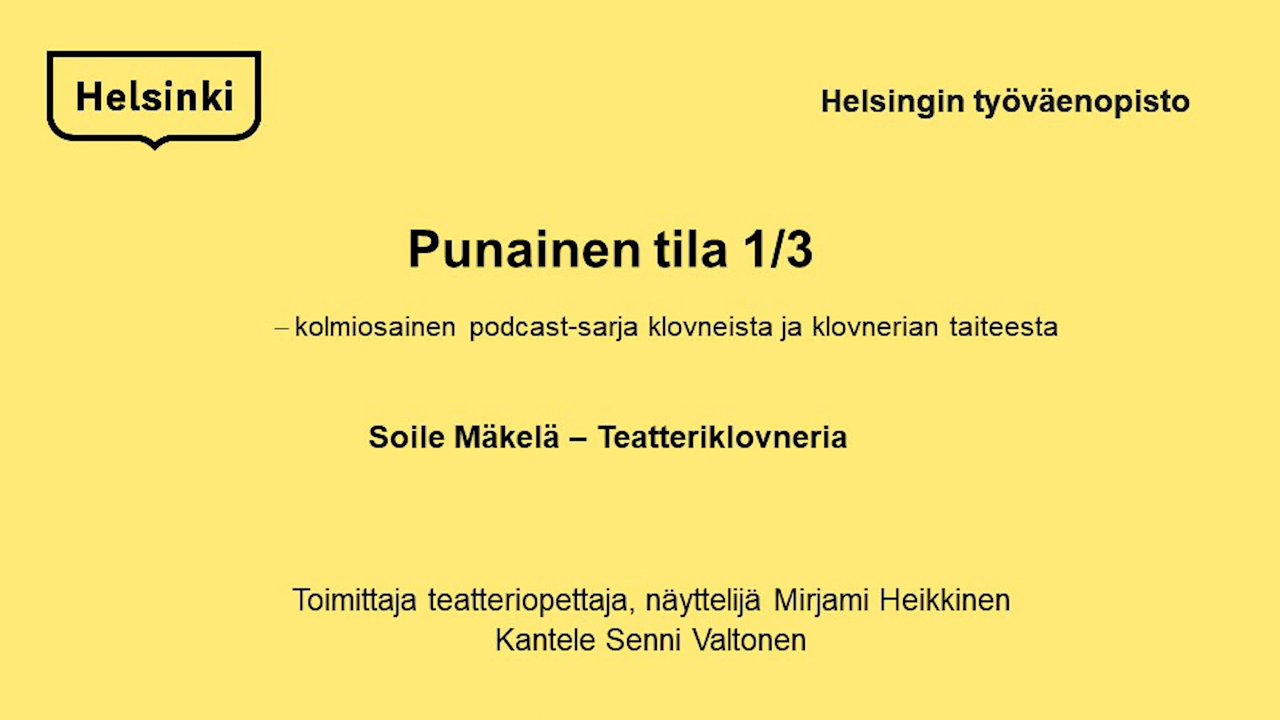 Helsinki
Helsingin työväenopisto
Punainen tila 1/3
– kolmiosainen podcast-sarja klovneista ja klovnerian taiteesta
Soile Mäkelä – Teatteriklovneria
Toimittaja teatteriopettaja, näyttelijä Mirjami Heikkinen
Kantele Senni Valtonen